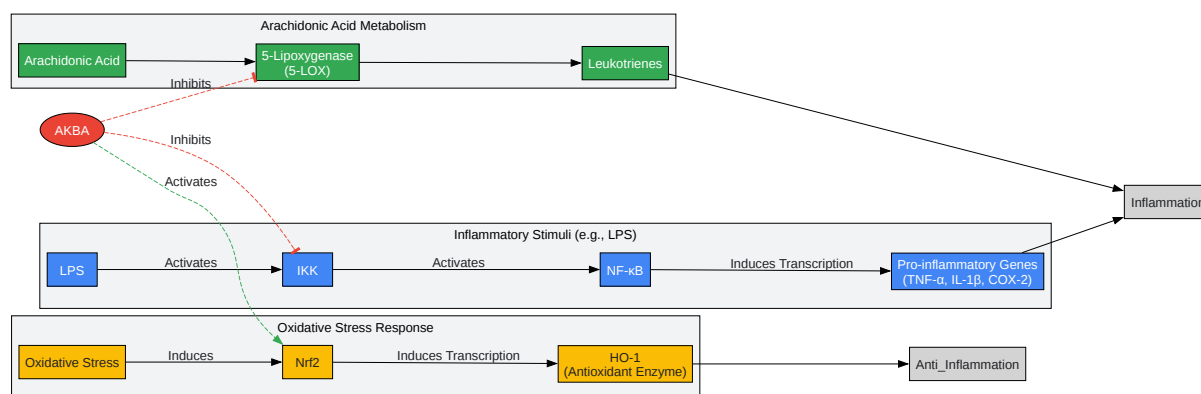 Arachidonic Acid Metabolism
Arachidonic Acid
5-Lipoxygenase
(5-LOX)
Leukotrienes
Inhibits
AKBA
Inhibits
Activates
Inflammation
Inflammatory Stimuli (e.g., LPS)
LPS
Activates
IKK
Activates
NF-κB
Induces Transcription
Pro-inflammatory Genes
(TNF-α, IL-1β, COX-2)
Oxidative Stress Response
Oxidative Stress
Induces
Nrf2
Induces Transcription
HO-1
(Antioxidant Enzyme)
Anti_Inflammation